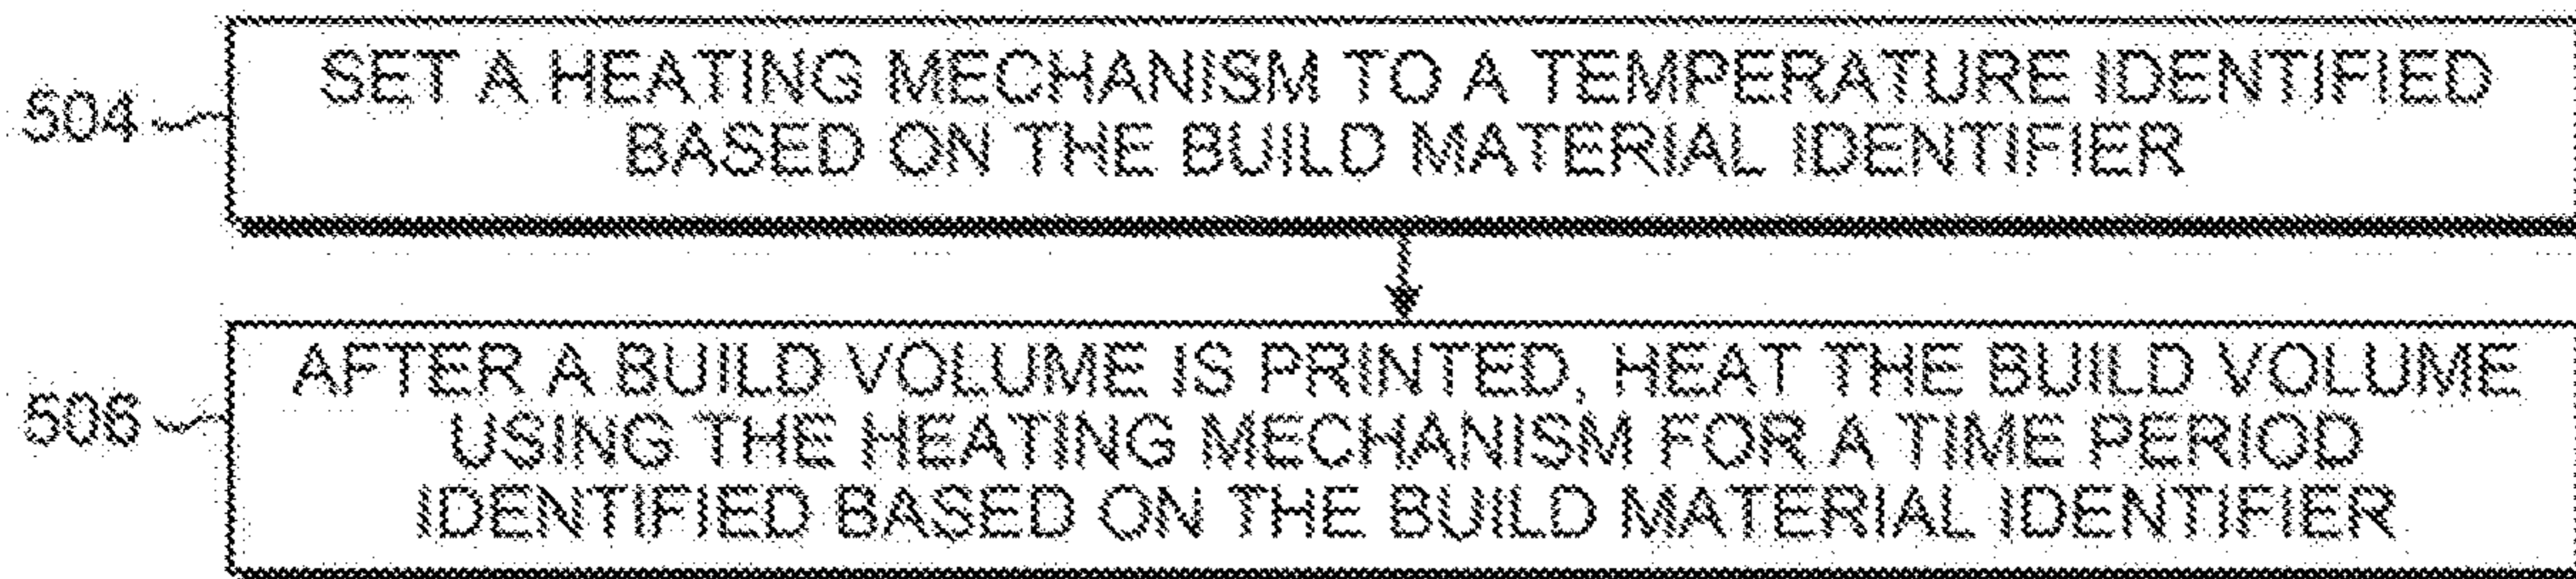 504
SET A HEATING MECHANISM TO A TEMPERATURE IDENTIFIED
BASED ON THE BUILD MATERIAL IDENTIFIER
506
AFTER A BUILD VOLUME IS PRINTED, HEAT THE BUILD VOLUME
USING THE HEATING MECHANISM FOR A TIME PERIOD
IDENTIFIED BASED ON THE BUILD MATERIAL IDENTIFIER